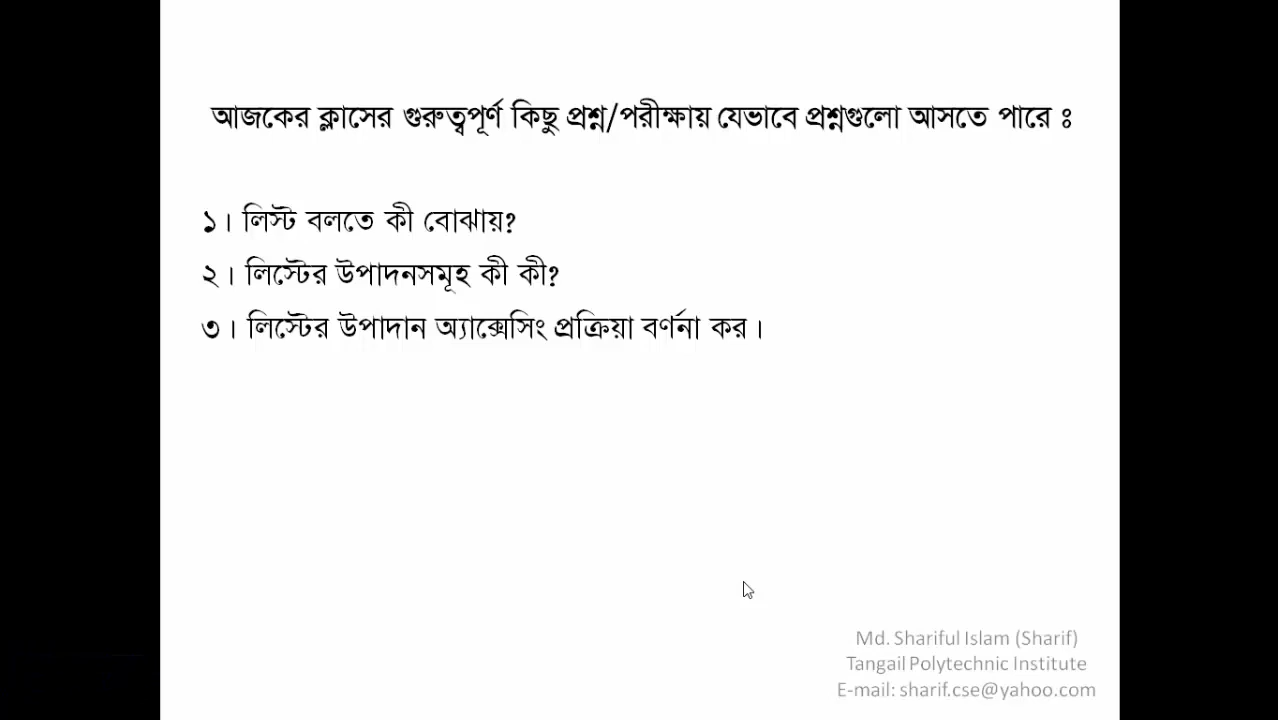 আজকের ক্লাসের গুরুত্বপূর্ণ কিছু প্রশ্ন/পরীক্ষায় যেভাবে প্রশ্নগুলো আসতে পারে ঃ
১। লিস্ট বলতে কী বোঝায়?
২। লিস্টের উপাদনসমূহ কী কী?
৩। লিস্টের উপাদান অ্যাক্সেসিং প্রক্রিয়া বর্ণনা কর।
Md. Shariful Islam (Sharif)
Tangail Polytechnic Institute
E-mail: sharif.cse@yahoo.com